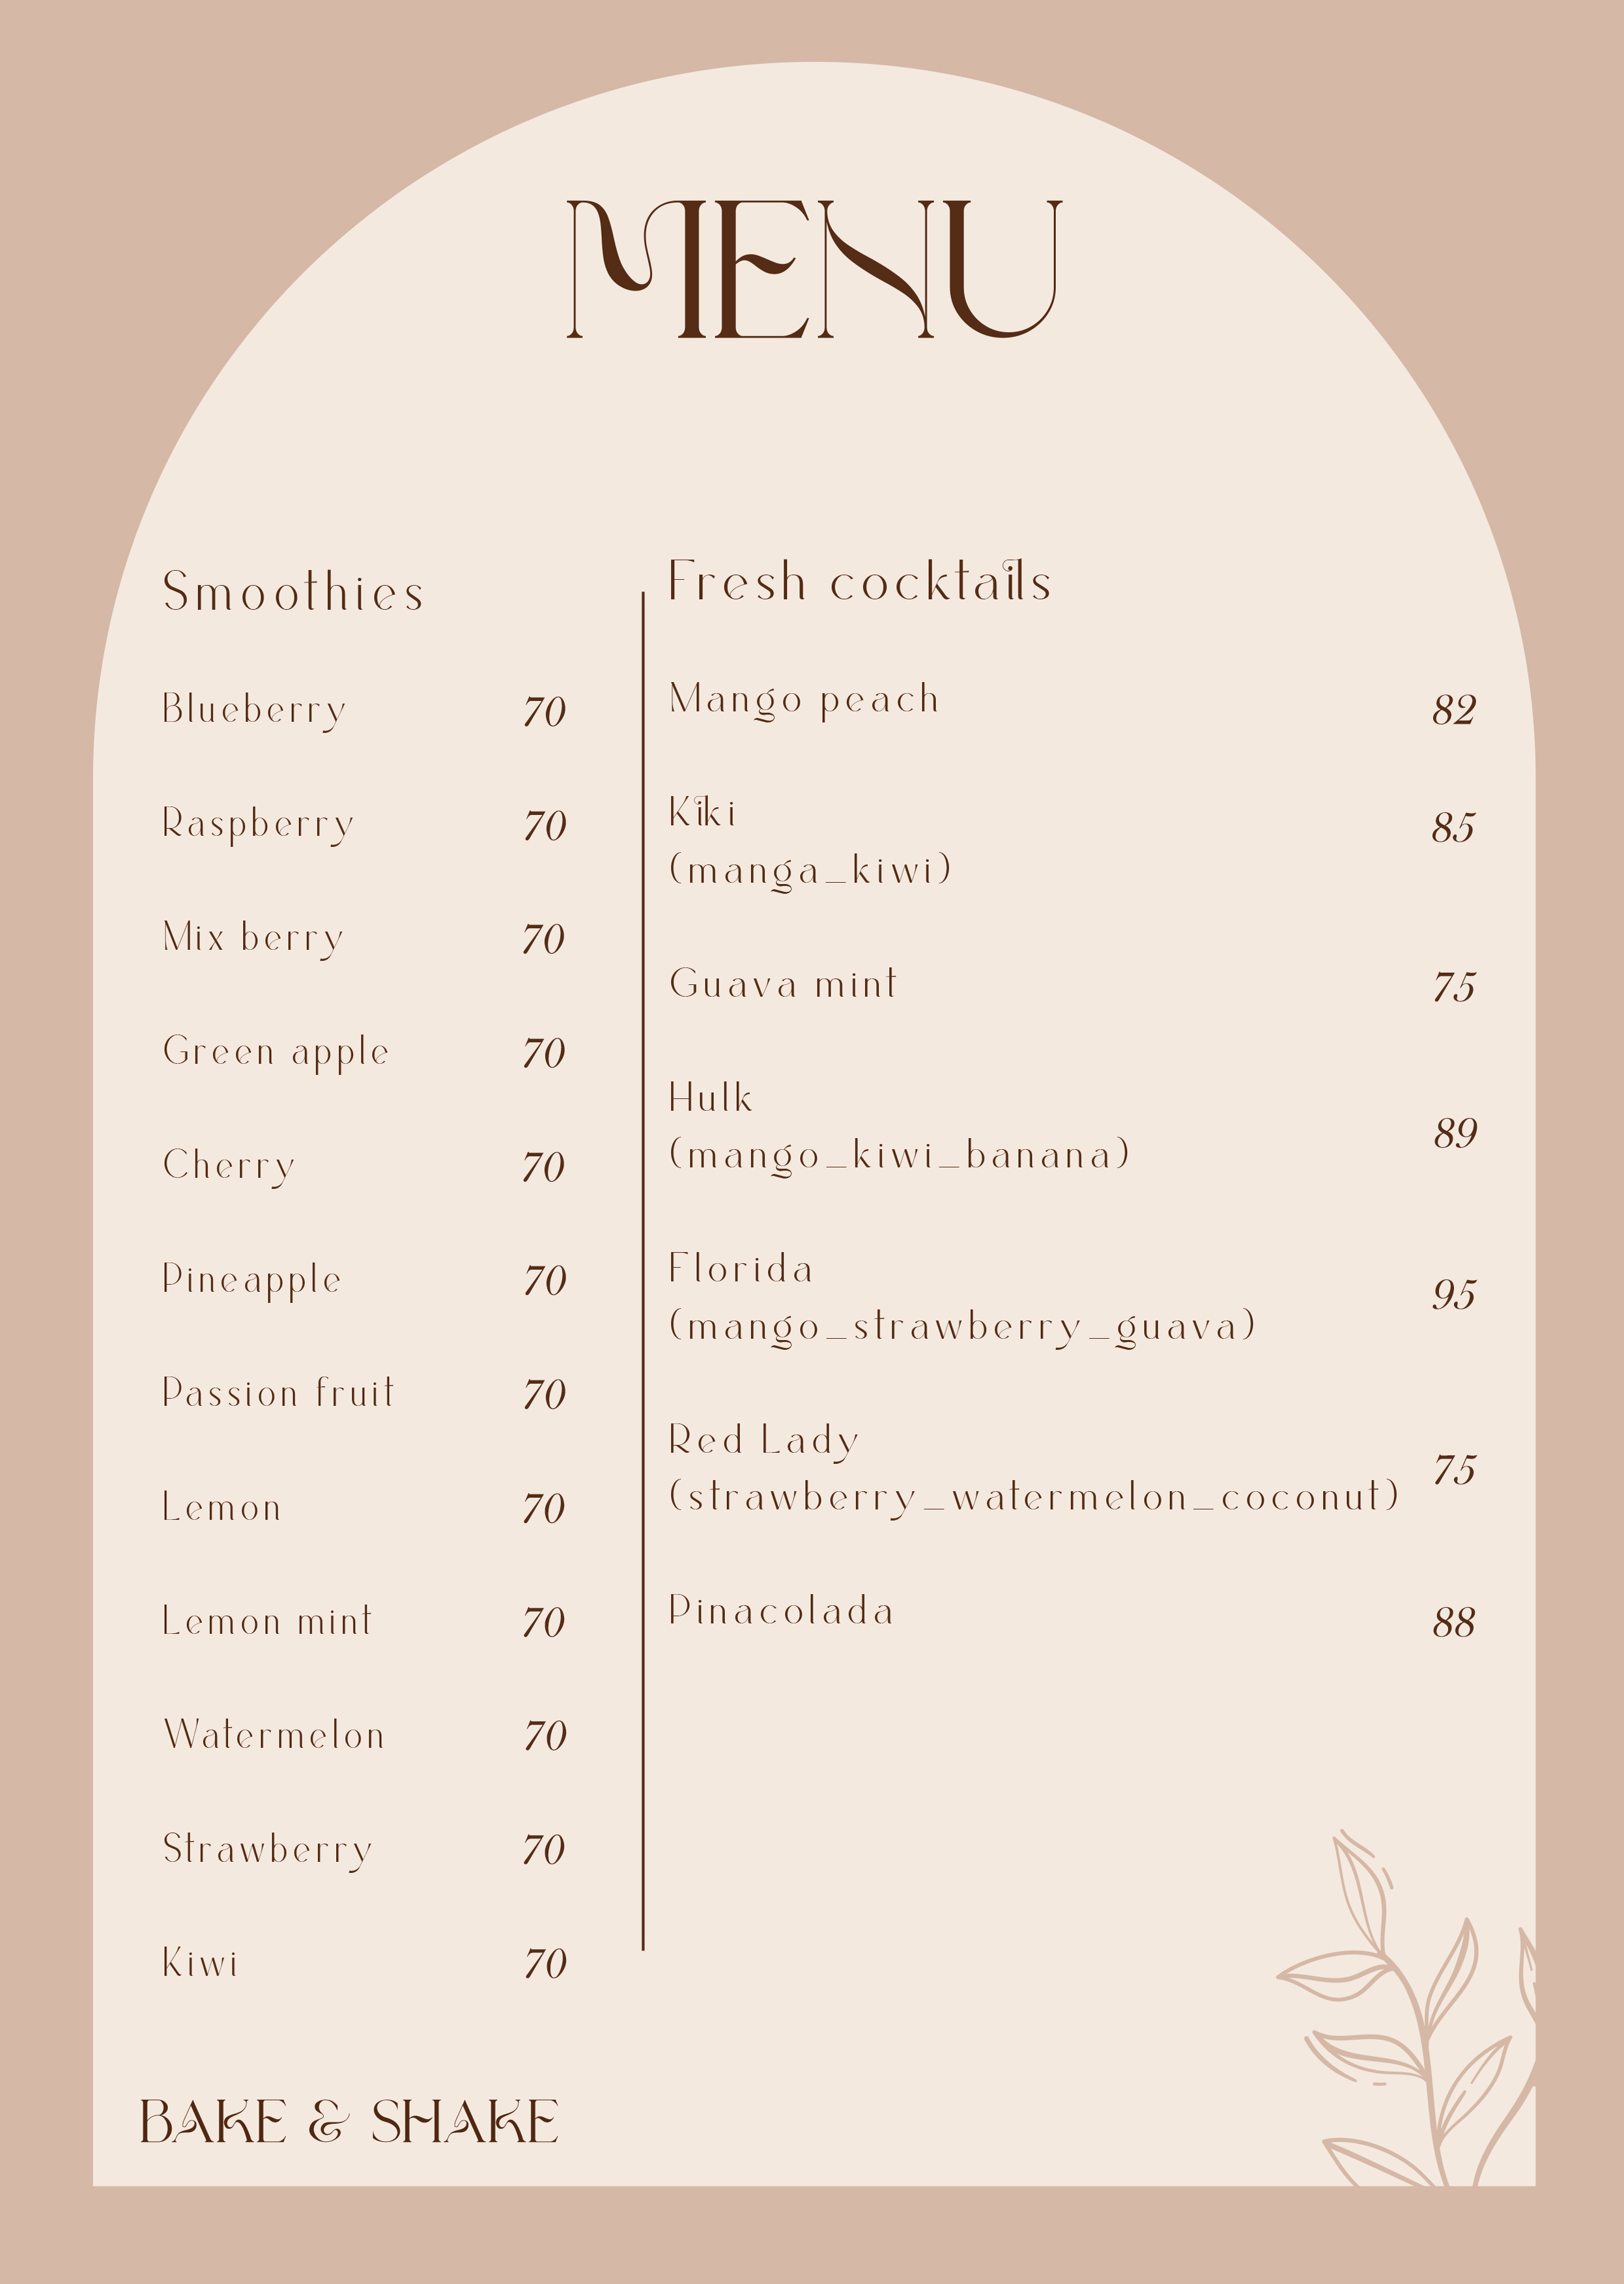 MENU
Smoothies
Blueberry 70
Raspberry 70
Mix berry 70
Green apple 70
Cherry 70
Pineapple 70
Passion fruit 70
Lemon 70
Lemon mint 70
Watermelon 70
Strawberry 70
Kiwi 70
Fresh cocktails
Mango peach 82
Kiki 85
(manga_kiwi)
Guava mint 75
Hulk
(mango_kiwi_banana) 89
Florida 95
(mango_strawberry_guava)
Red Lady 75
(strawberry_watermelon_coconut)
Pinacolada 88
BAKE & SHAKE